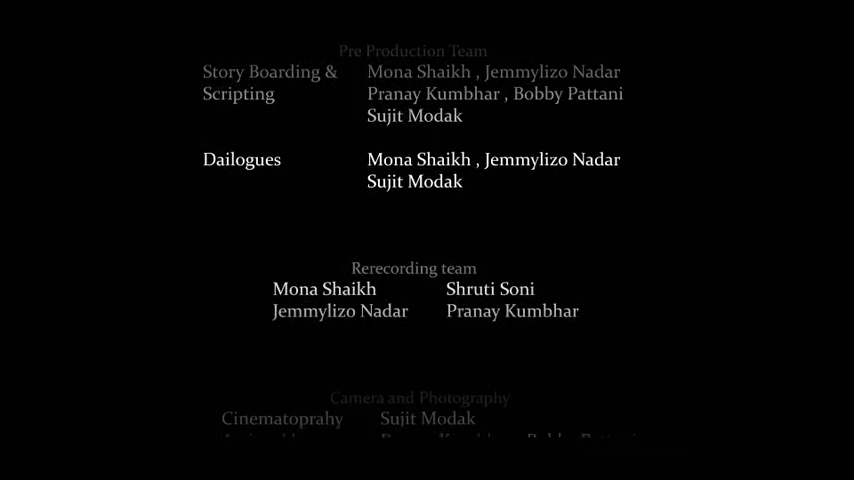 Pre Production Team
Story Boarding & Mona Shaikh , Jemmylizo Nadar
Scripting Pranay Kumbhar , Bobby Pattani
Sujit Modak
Dailogues Mona Shaikh , Jemmylizo Nadar
Sujit Modak
Rerecording team
Mona Shaikh Shruti Soni
Jemmylizo Nadar Pranay Kumbhar
Camera and Photography
Cinematoprahy Sujit Modak